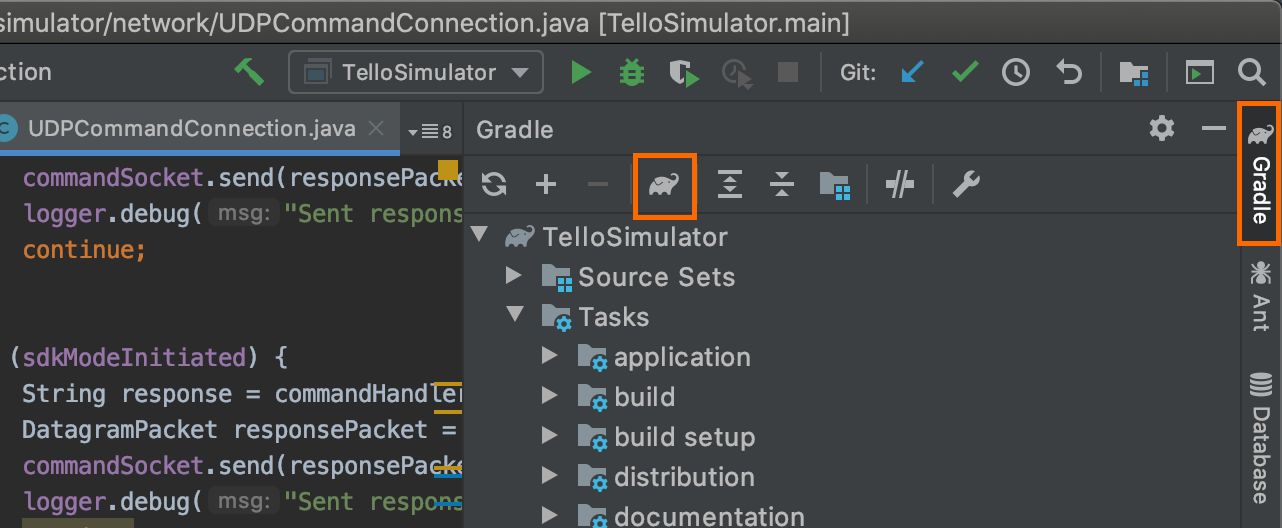 simulator/network/UDPCommandConnection.java [TelloSimulator.main]
ction
TelloSimulator
Git:
UDPCommandConnection.java
8
Gradle
commandSocket.send(responsePacke
logger.debug( msg: "Sent respons
continue;
(sdkModeInitiated) {
String response = commandHandler
DatagramPacket responsePacket =
commandSocket.send(responsePacke
logger.debug( msg: "Sent respons
TelloSimulator
Source Sets
Tasks
application
build
build setup
distribution
documentation
Gradle
Ant
Database